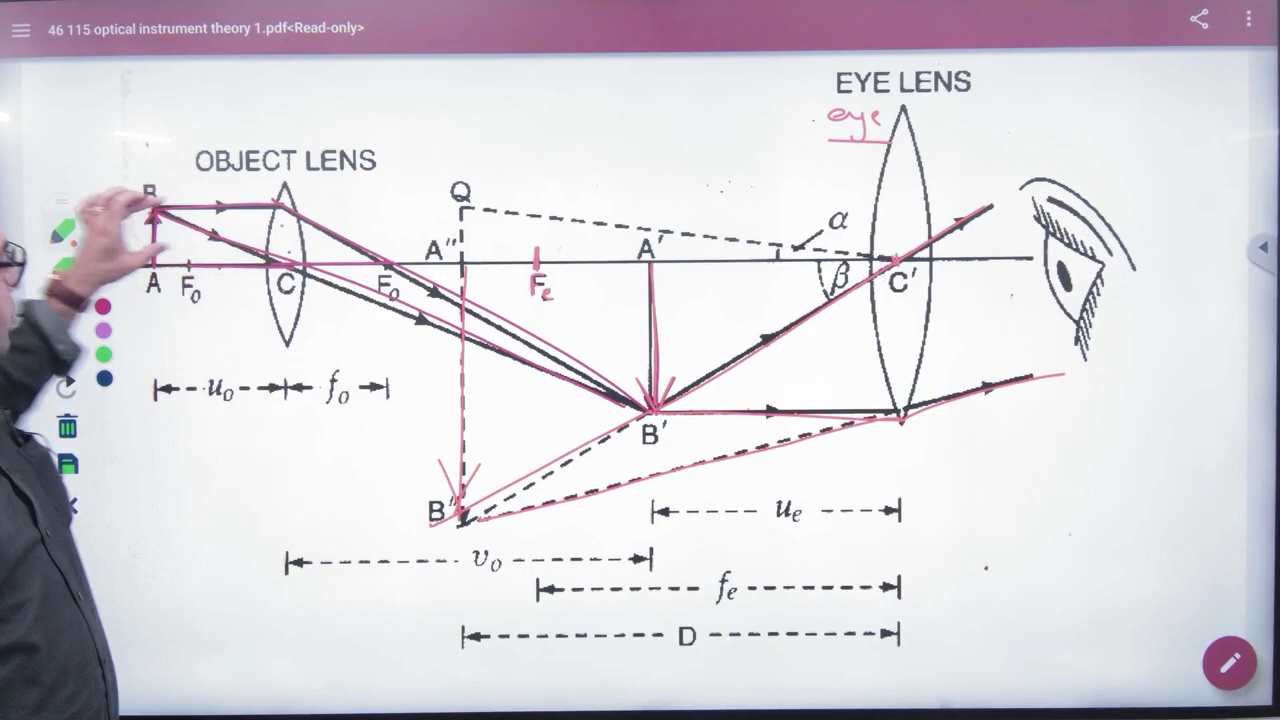 46 115 optical instrument theory 1.pdf<Read-only>
EYE LENS
eye
OBJECT LENS
B
Q
α
A"
A'
A
F₀
C
F₀
Fₑ
β
C'
u₀
f₀
B'
B"
uₑ
v₀
fₑ
D